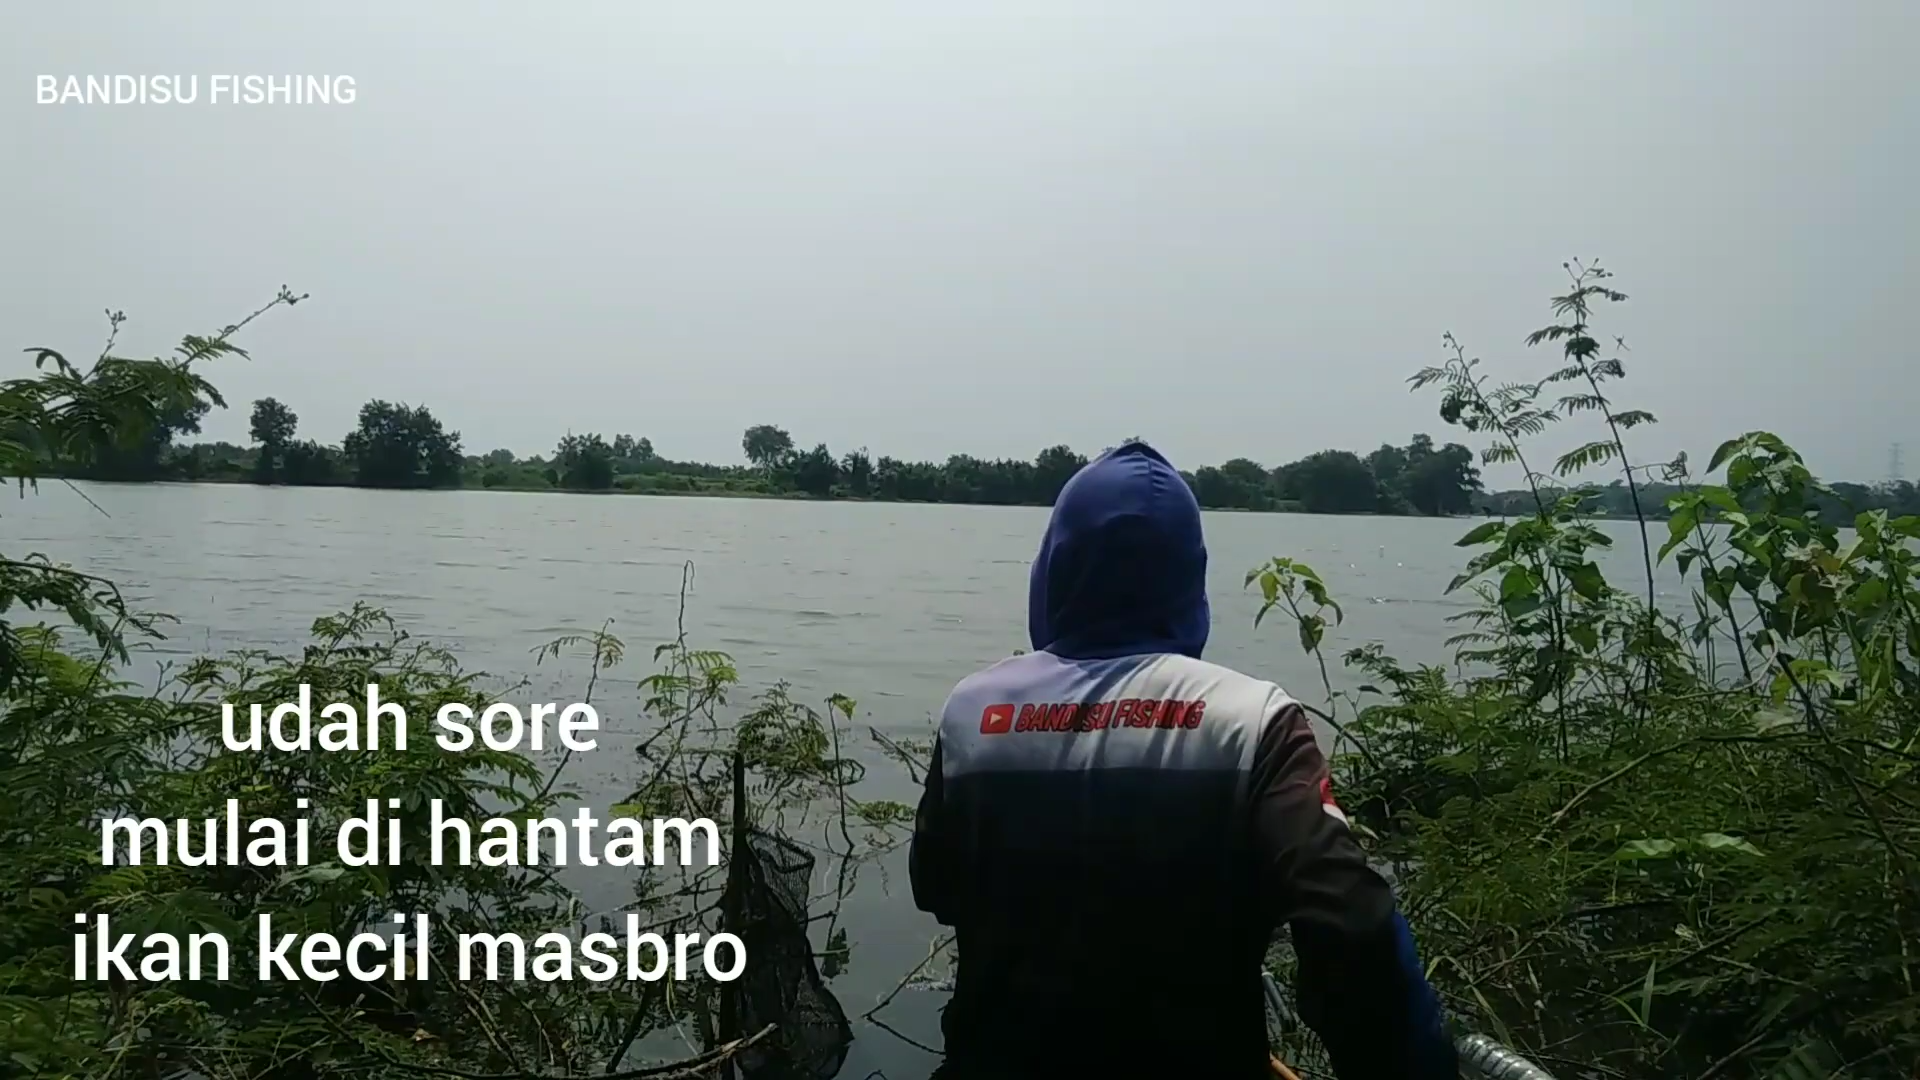 BANDISU FISHING
BANDISU FISHING
udah sore
mulai di hantam
ikan kecil masbro